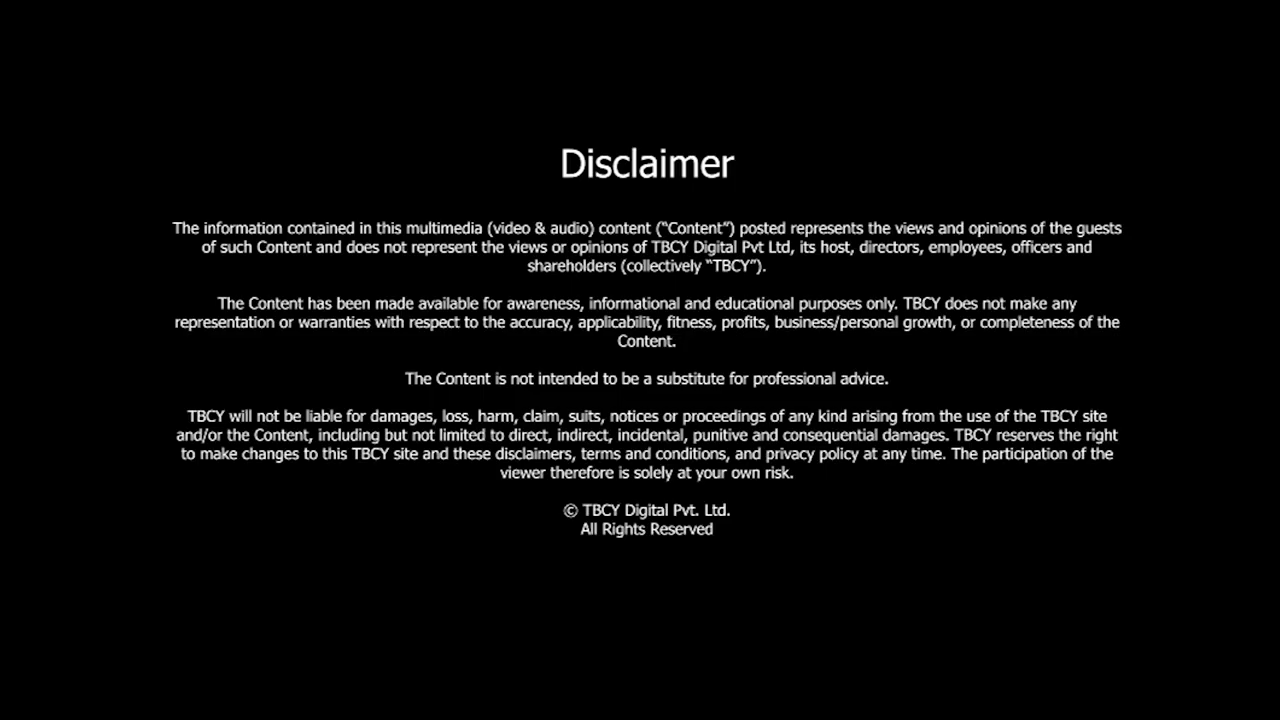 Disclaimer
The information contained in this multimedia (video & audio) content (“Content”) posted represents the views and opinions of the guests
of such Content and does not represent the views or opinions of TBCY Digital Pvt Ltd, its host, directors, employees, officers and
shareholders (collectively “TBCY”).
The Content has been made available for awareness, informational and educational purposes only. TBCY does not make any
representation or warranties with respect to the accuracy, applicability, fitness, profits, business/personal growth, or completeness of the
Content.
The Content is not intended to be a substitute for professional advice.
TBCY will not be liable for damages, loss, harm, claim, suits, notices or proceedings of any kind arising from the use of the TBCY site
and/or the Content, including but not limited to direct, indirect, incidental, punitive and consequential damages. TBCY reserves the right
to make changes to this TBCY site and these disclaimers, terms and conditions, and privacy policy at any time. The participation of the
viewer therefore is solely at your own risk.
© TBCY Digital Pvt. Ltd.
All Rights Reserved